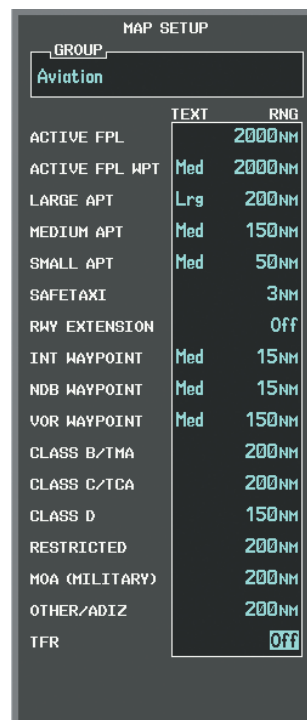 MAP SETUP
GROUP
Aviation
TEXT RNG
ACTIVE FPL 2000NM
ACTIVE FPL WPT Med 2000NM
LARGE APT Lrg 200NM
MEDIUM APT Med 150NM
SMALL APT Med 50NM
SAFETAXI 3NM
RWY EXTENSION Off
INT WAYPOINT Med 15NM
NDB WAYPOINT Med 15NM
VOR WAYPOINT Med 150NM
CLASS B/TMA 200NM
CLASS C/TCA 200NM
CLASS D 150NM
RESTRICTED 200NM
MOA (MILITARY) 200NM
OTHER/ADIZ 200NM
TFR Off